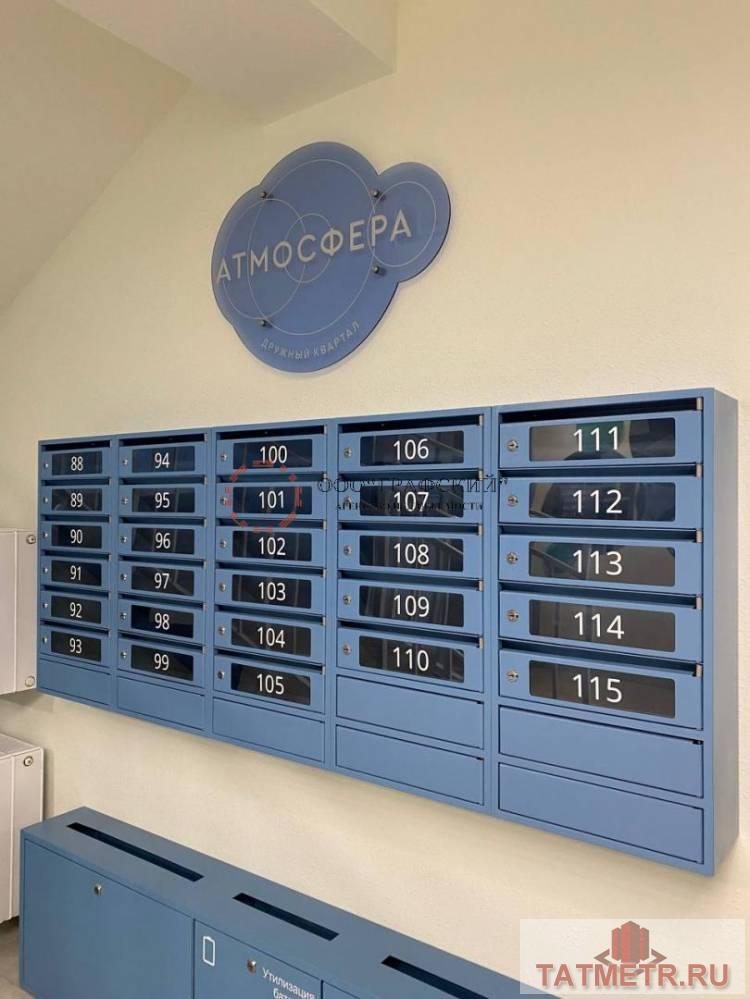 АТМОСФЕРА
ДРУЖНЫЙ КВАРТАЛ
88 94 100 106 111
89 95 101 107 112
90 96 102 108 113
91 97 103 109 114
92 98 104 110 115
93 99 105
Утилизация
TATMETR.RU